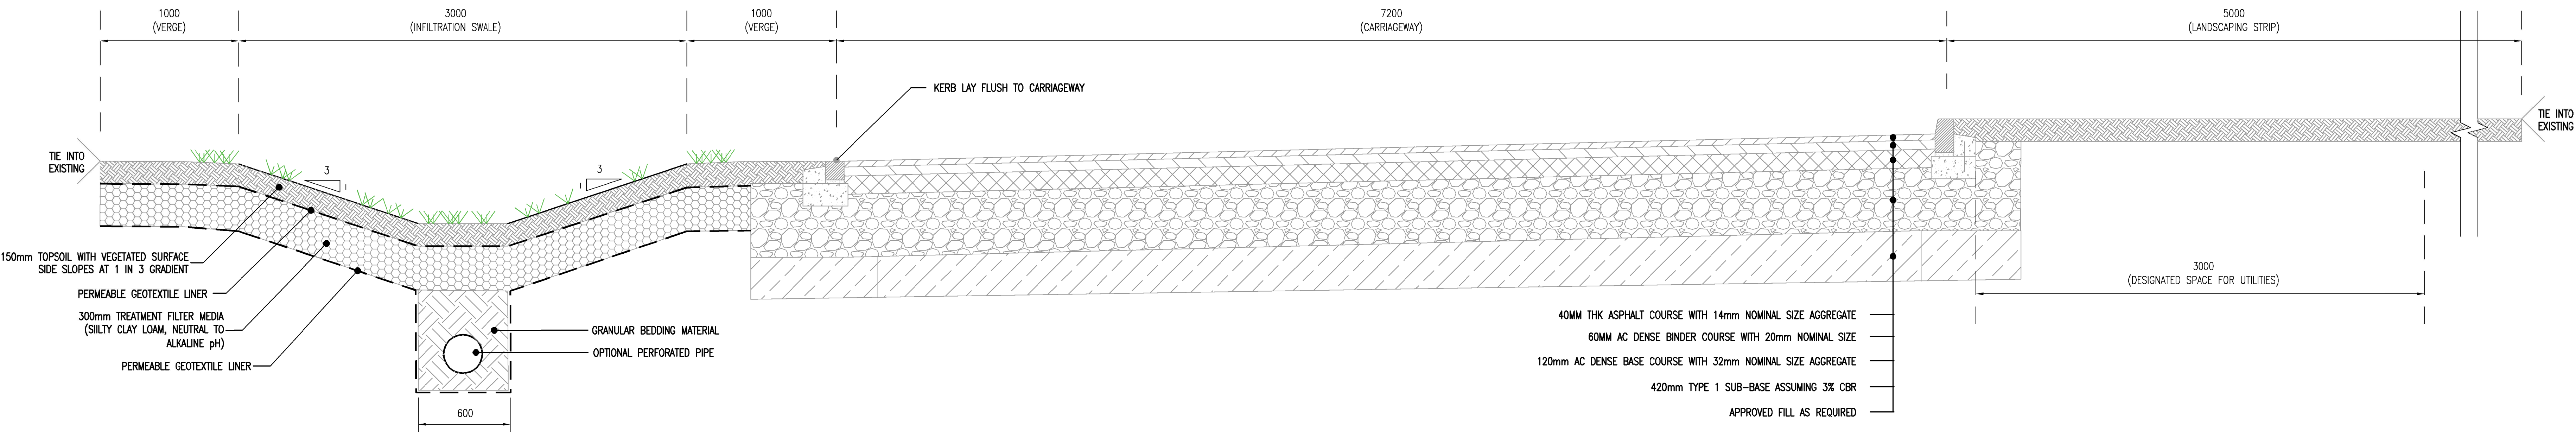 1000
(VERGE)
3000
(INFILTRATION SWALE)
1000
(VERGE)
7200
(CARRIAGEWAY)
5000
(LANDSCAPING STRIP)
KERB LAY FLUSH TO CARRIAGEWAY
TIE INTO
EXISTING
TIE INTO
EXISTING
3
3
150mm TOPSOIL WITH VEGETATED SURFACE
SIDE SLOPES AT 1 IN 3 GRADIENT
PERMEABLE GEOTEXTILE LINER
300mm TREATMENT FILTER MEDIA
(SIILTY CLAY LOAM, NEUTRAL TO
ALKALINE pH)
PERMEABLE GEOTEXTILE LINER
GRANULAR BEDDING MATERIAL
OPTIONAL PERFORATED PIPE
600
3000
(DESIGNATED SPACE FOR UTILITIES)
40MM THK ASPHALT COURSE WITH 14mm NOMINAL SIZE AGGREGATE
60MM AC DENSE BINDER COURSE WITH 20mm NOMINAL SIZE
120mm AC DENSE BASE COURSE WITH 32mm NOMINAL SIZE AGGREGATE
420mm TYPE 1 SUB-BASE ASSUMING 3% CBR
APPROVED FILL AS REQUIRED